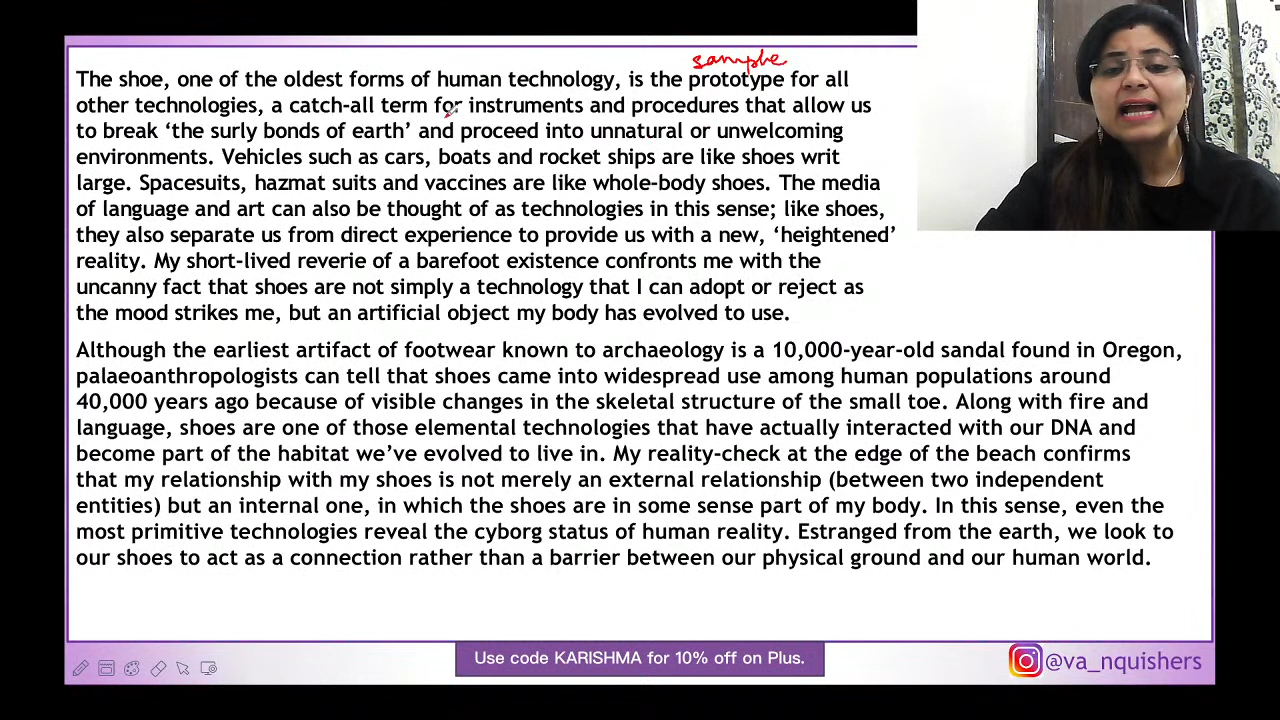 sample
The shoe, one of the oldest forms of human technology, is the prototype for all
other technologies, a catch-all term for instruments and procedures that allow us
to break ‘the surly bonds of earth’ and proceed into unnatural or unwelcoming
environments. Vehicles such as cars, boats and rocket ships are like shoes writ
large. Spacesuits, hazmat suits and vaccines are like whole-body shoes. The media
of language and art can also be thought of as technologies in this sense; like shoes,
they also separate us from direct experience to provide us with a new, ‘heightened’
reality. My short-lived reverie of a barefoot existence confronts me with the
uncanny fact that shoes are not simply a technology that I can adopt or reject as
the mood strikes me, but an artificial object my body has evolved to use.
Although the earliest artifact of footwear known to archaeology is a 10,000-year-old sandal found in Oregon,
palaeoanthropologists can tell that shoes came into widespread use among human populations around
40,000 years ago because of visible changes in the skeletal structure of the small toe. Along with fire and
language, shoes are one of those elemental technologies that have actually interacted with our DNA and
become part of the habitat we’ve evolved to live in. My reality-check at the edge of the beach confirms
that my relationship with my shoes is not merely an external relationship (between two independent
entities) but an internal one, in which the shoes are in some sense part of my body. In this sense, even the
most primitive technologies reveal the cyborg status of human reality. Estranged from the earth, we look to
our shoes to act as a connection rather than a barrier between our physical ground and our human world.
Use code KARISHMA for 10% off on Plus.
@va_nquishers